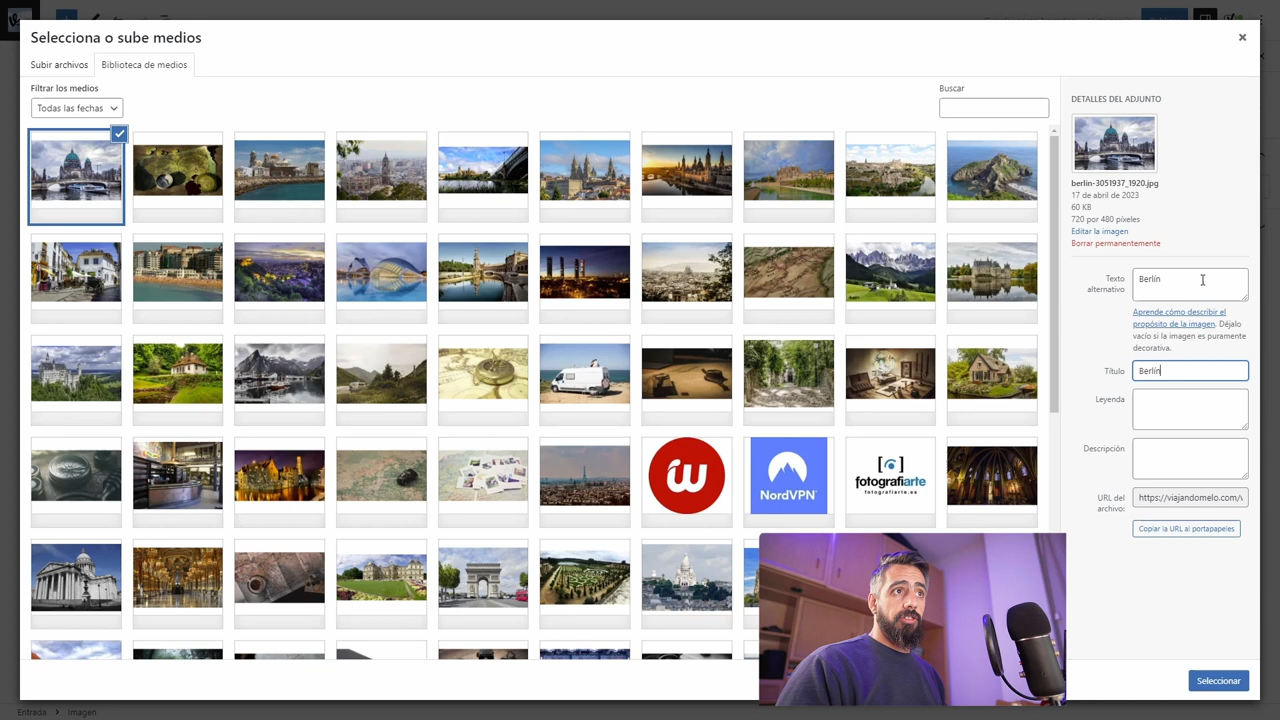 Selecciona o sube medios
Subir archivos
Biblioteca de medios
Filtrar los medios
Todas las fechas
Buscar
DETALLES DEL ADJUNTO
berlin-3051937_1920.jpg
17 de abril de 2023
60 KB
720 por 480 píxeles
Editar la imagen
Borrar permanentemente
Texto
alternativo
Berlín
Aprende cómo describir el
propósito de la imagen. Déjalo
vacío si la imagen es puramente
decorativa.
Título
Berlín
Leyenda
Descripción
URL del
archivo:
https://viajandomelo.com/
Copiar la URL al portapapeles
w
NordVPN
fotografiarte
fotografiarte.es
Seleccionar
Entrada
Imagen